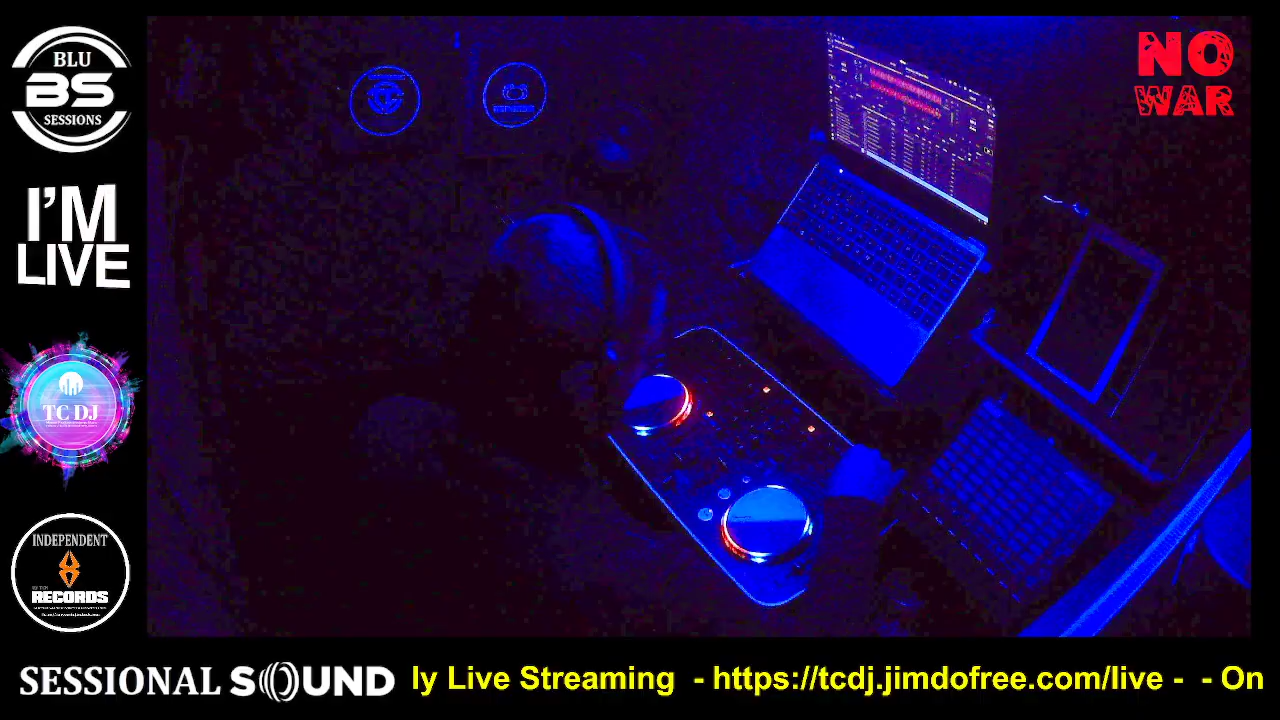 BLU
BS
SESSIONS
NO
WAR
I'M
LIVE
TC DJ
INDEPENDENT
RECORDS
SESSIONAL SOUND
ly Live Streaming - https://tcdj.jimdofree.com/live - - On